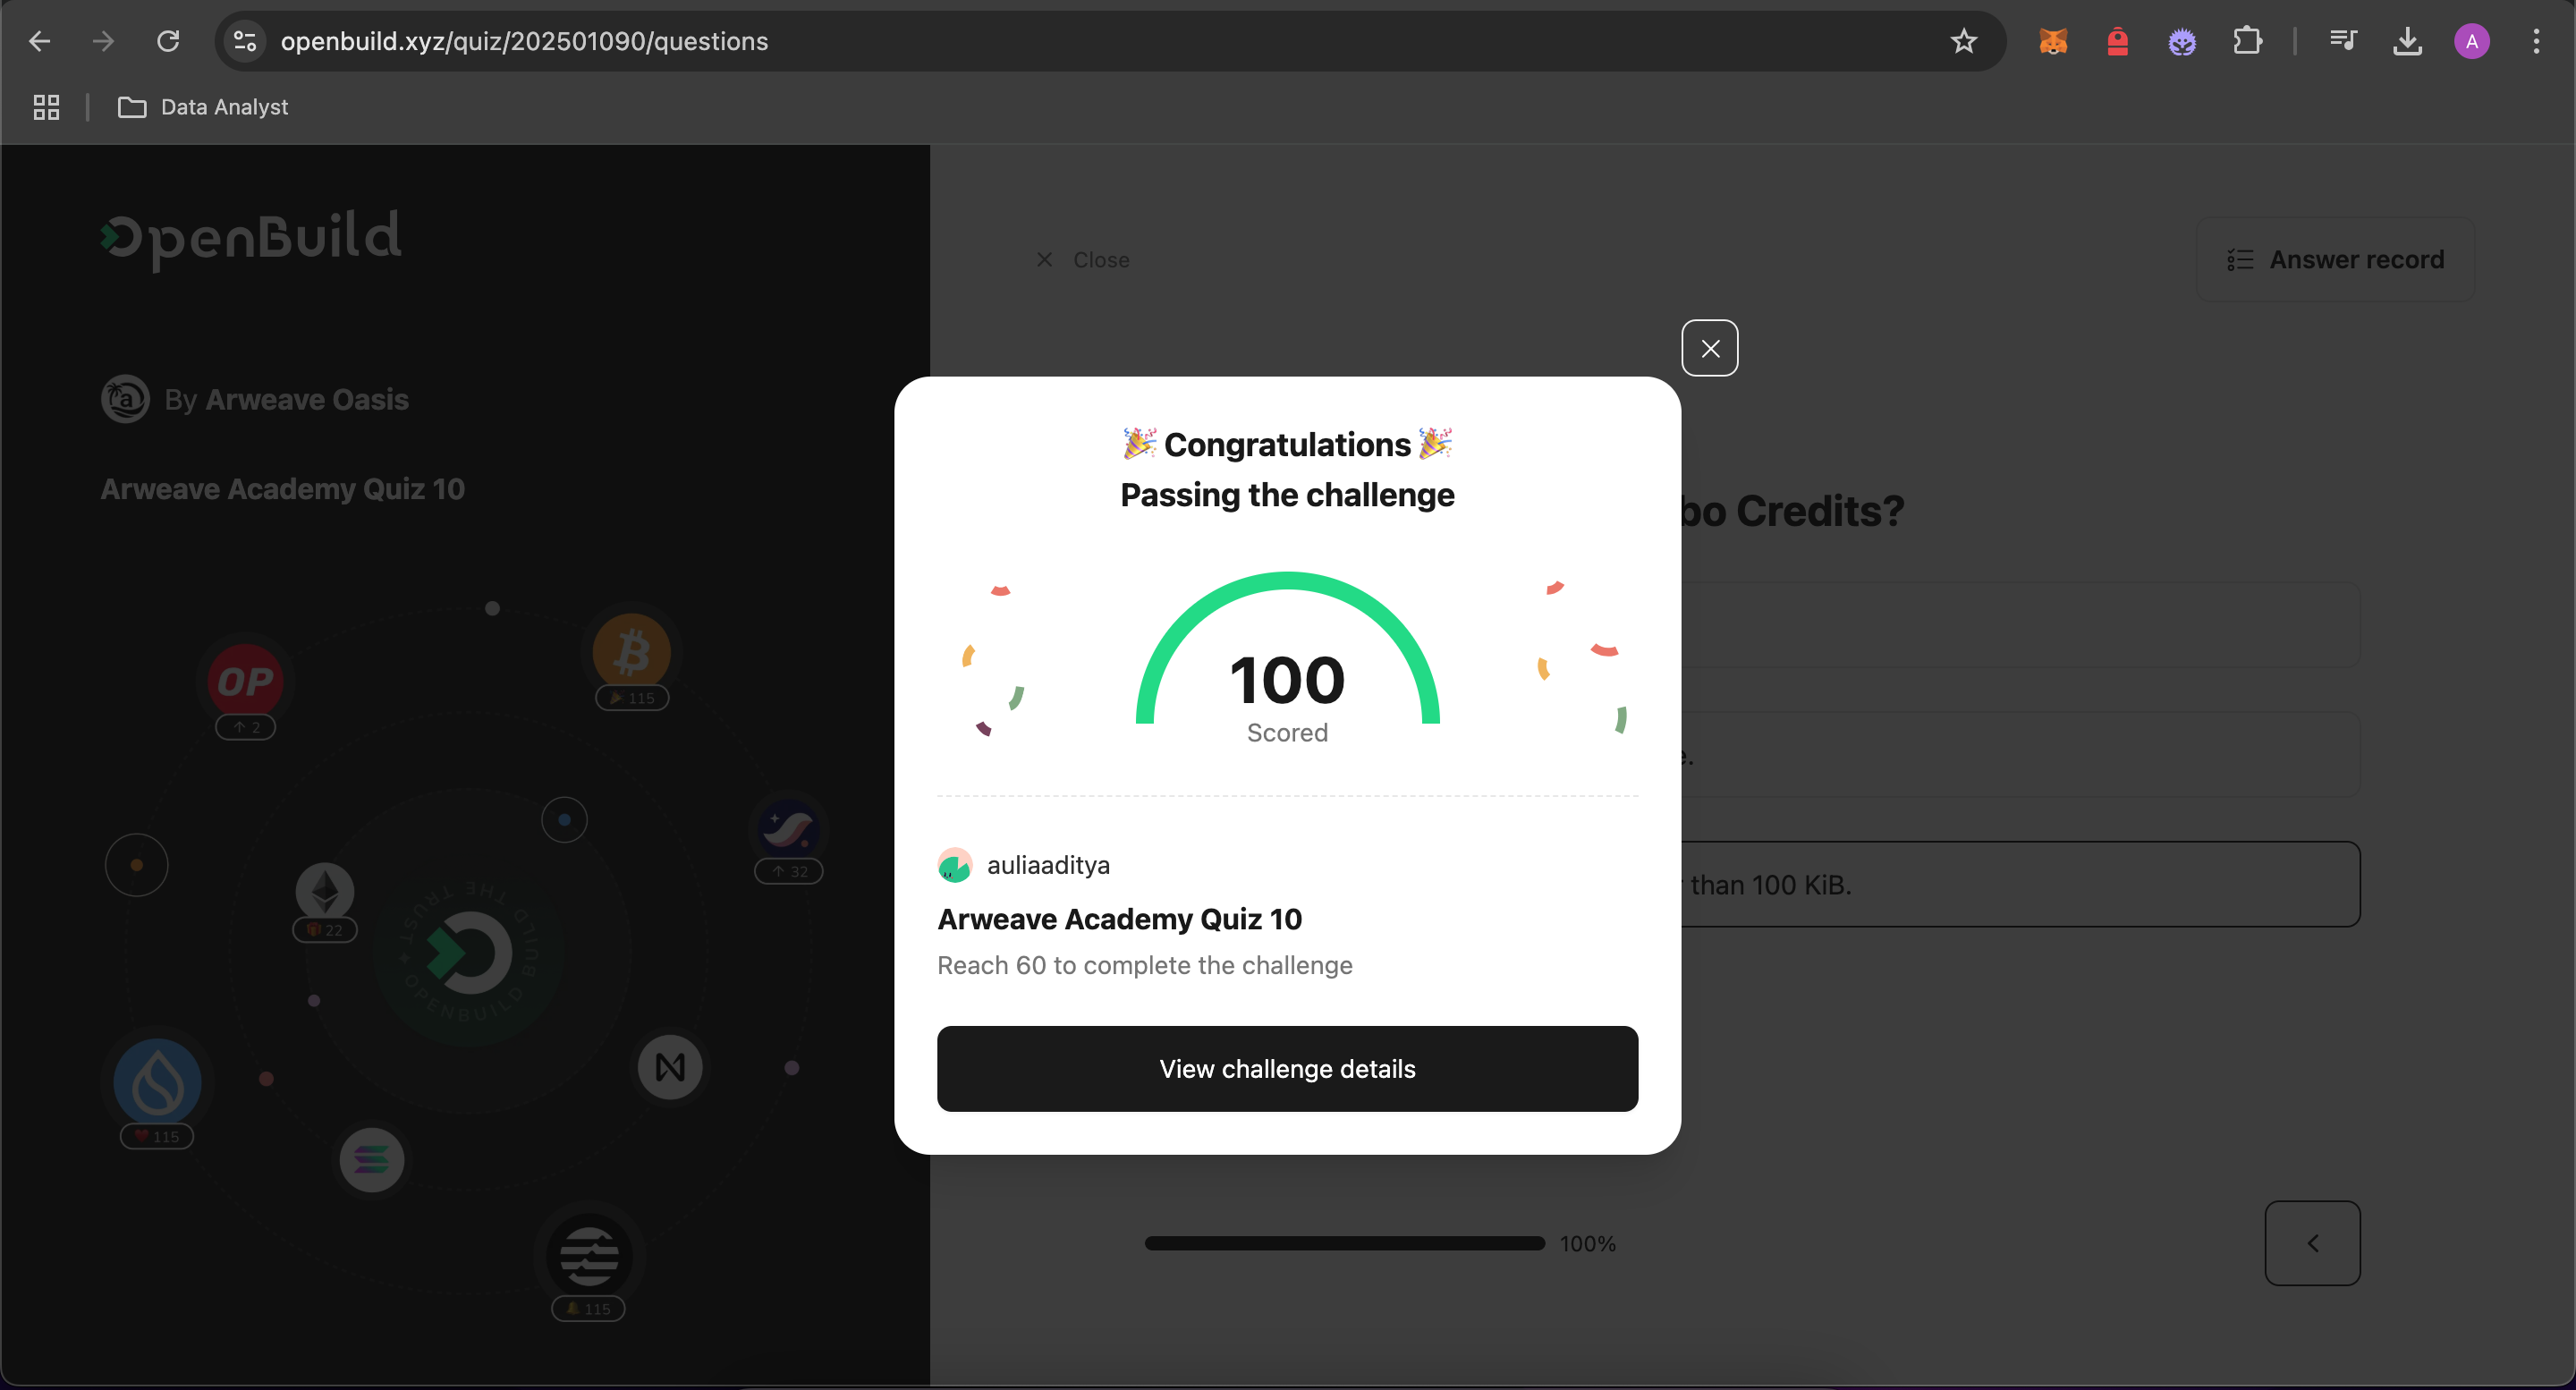 openbuild.xyz/quiz/202501090/questions
A
Data Analyst
OpenBuild
Close
Answer record
By Arweave Oasis
a
Arweave Academy Quiz 10
🎉 Congratulations 🎉
Passing the challenge
bo Credits?
100
Scored
e.
OP
↑ 2
115
↑ 32
22
BUILD THE TRUST
OPENBUILD
115
115
auliaaditya
Arweave Academy Quiz 10
Reach 60 to complete the challenge
than 100 KiB.
View challenge details
100%